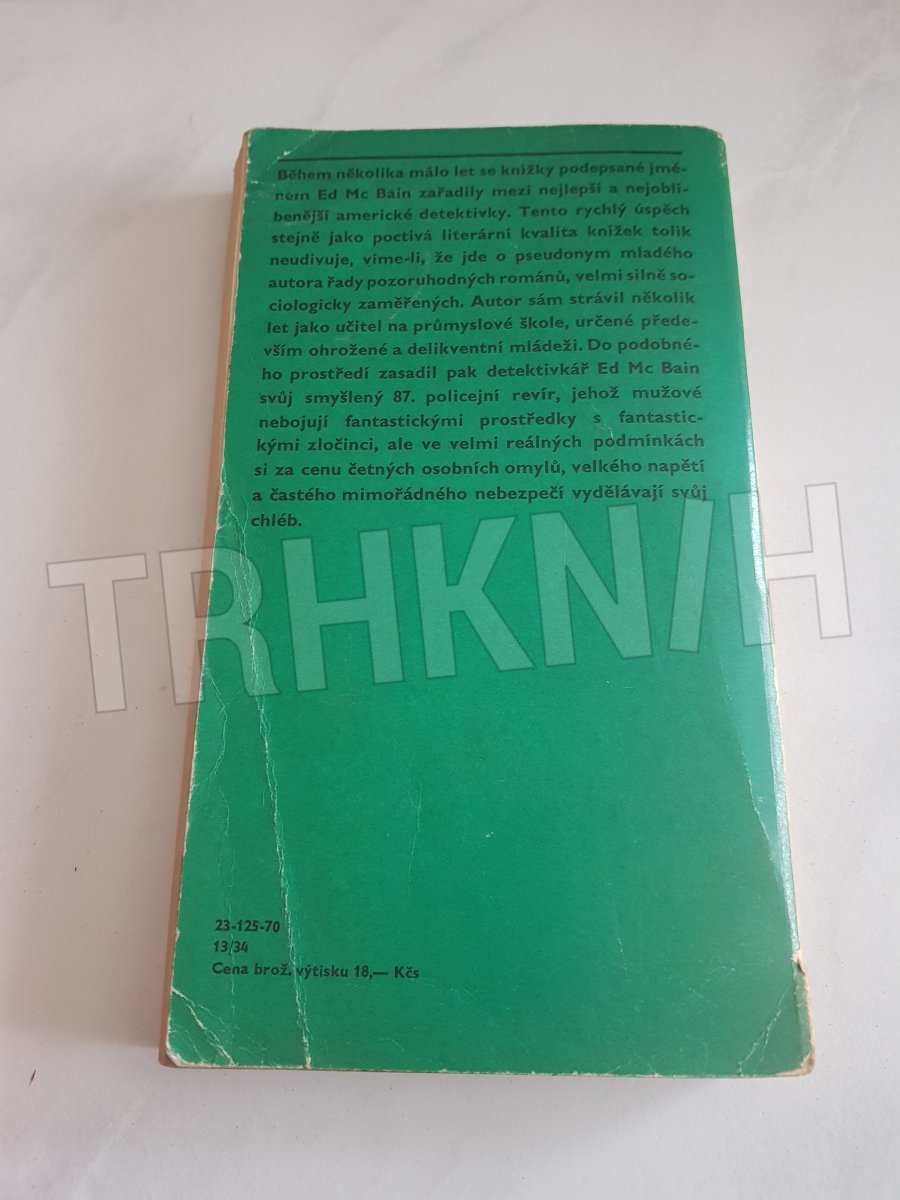 Během několika málo let se knížky podepsané jmé-
nem Ed Mc Bain zařadily mezi nejlepší a nejoblí-
benější americké detektivky. Tento rychlý úspěch
stejně jako poctivá literární kvalita knížek tolik
neudivuje, víme-li, že jde o pseudonym mladého
autora řady pozoruhodných románů, velmi silně so-
ciologicky zaměřených. Autor sám strávil několik
let jako učitel na průmyslové škole, určené přede-
vším ohrožené a delikventní mládeži. Do podobné-
ho prostředí zasadil pak detektivkář Ed Mc Bain
svůj smyšlený 87. policejní revír, jehož mužové
nebojují fantastickými prostředky s fantastic-
kými zločinci, ale ve velmi reálných podmínkách
si za cenu četných osobních omylů, velkého napětí
a častého mimořádného nebezpečí vydělávají svůj
chléb.
TRHKNIH
23-125-70
13/34
Cena brož. výtisku 18,— Kčs